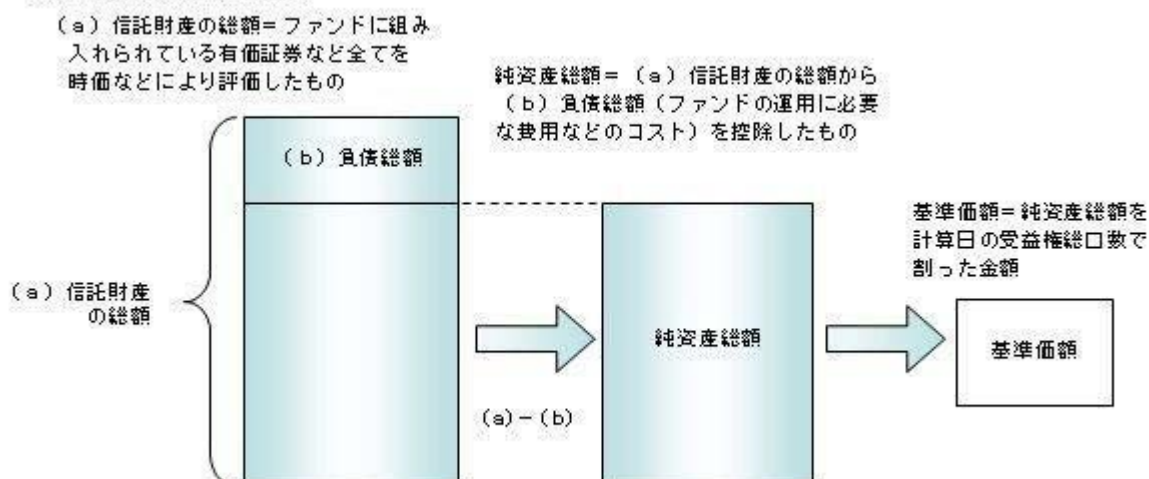 (a)信託財産の総額=ファンドに組み
入れられている有価証券など全てを
時価などにより評価したもの
純資産総額=(a)信託財産の総額から
(b)負債総額(ファンドの運用に必要
な費用などのコスト)を控除したもの
(b)負債総額
基準価額=純資産総額を
計算日の受益権総口数で
割った金額
(a)信託財産
の総額
純資産総額
基準価額
(a)-(b)